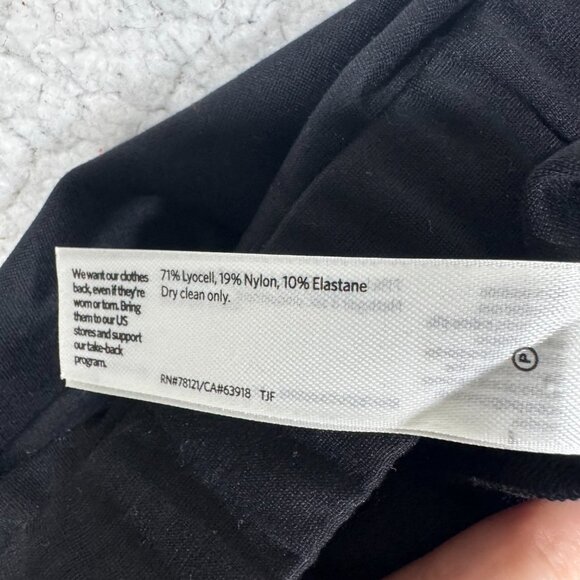 We want our clothes
back, even if they're
worn or torn. Bring
them to our US
stores and support
our take-back
program.
71% Lyocell, 19% Nylon, 10% Elastane
Dry clean only.
RN#78121/CA#63918 TJF
P